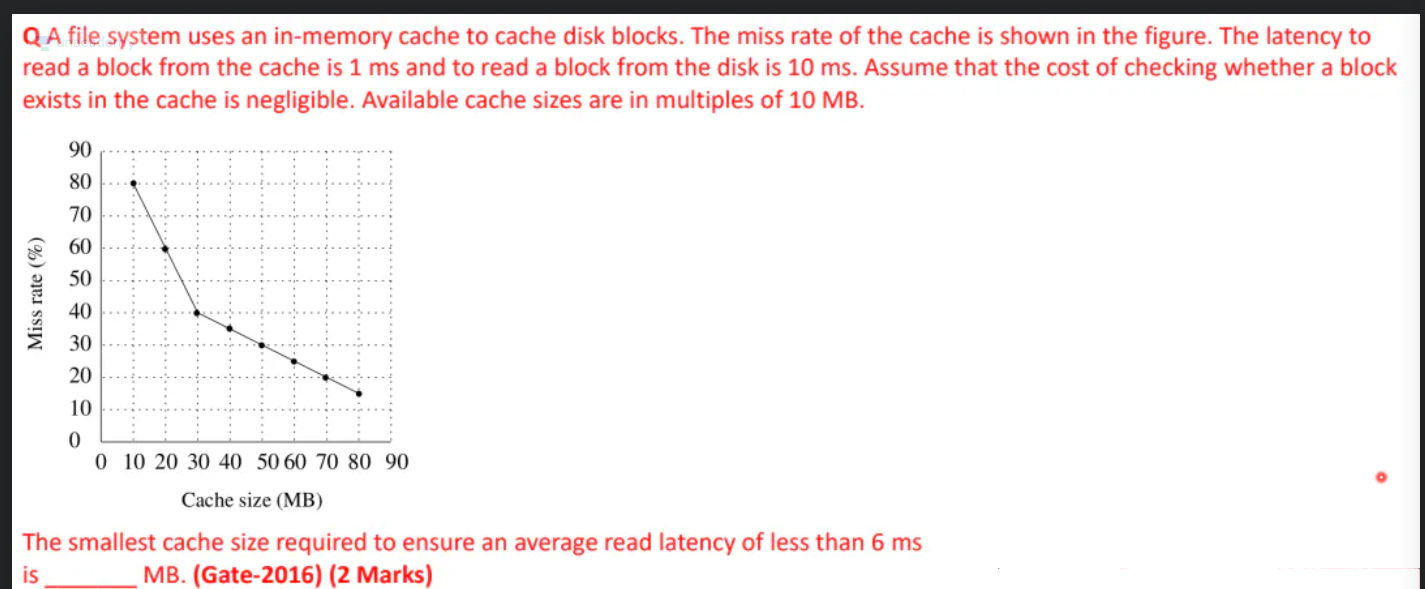 Q A file system uses an in-memory cache to cache disk blocks. The miss rate of the cache is shown in the figure. The latency to
read a block from the cache is 1 ms and to read a block from the disk is 10 ms. Assume that the cost of checking whether a block
exists in the cache is negligible. Available cache sizes are in multiples of 10 MB.
90
80
70
60
50
40
30
20
10
0
Miss rate (%)
0 10 20 30 40 50 60 70 80 90
Cache size (MB)
The smallest cache size required to ensure an average read latency of less than 6 ms
is _______ MB. (Gate-2016) (2 Marks)